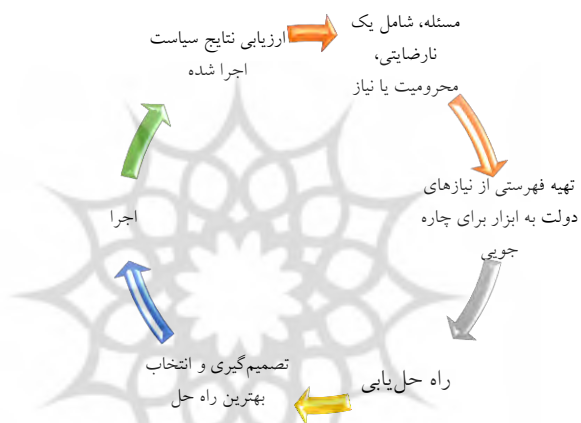 مسئله، شامل یک
نارضایتی،
محرومیت یا نیاز
تهیه فهرستی از نیازهای
دولت به ابزار برای چاره
جویی
راه حل‌یابی
تصمیم‌گیری و انتخاب
بهترین راه حل
اجرا
ارزیابی نتایج سیاست
اجرا شده